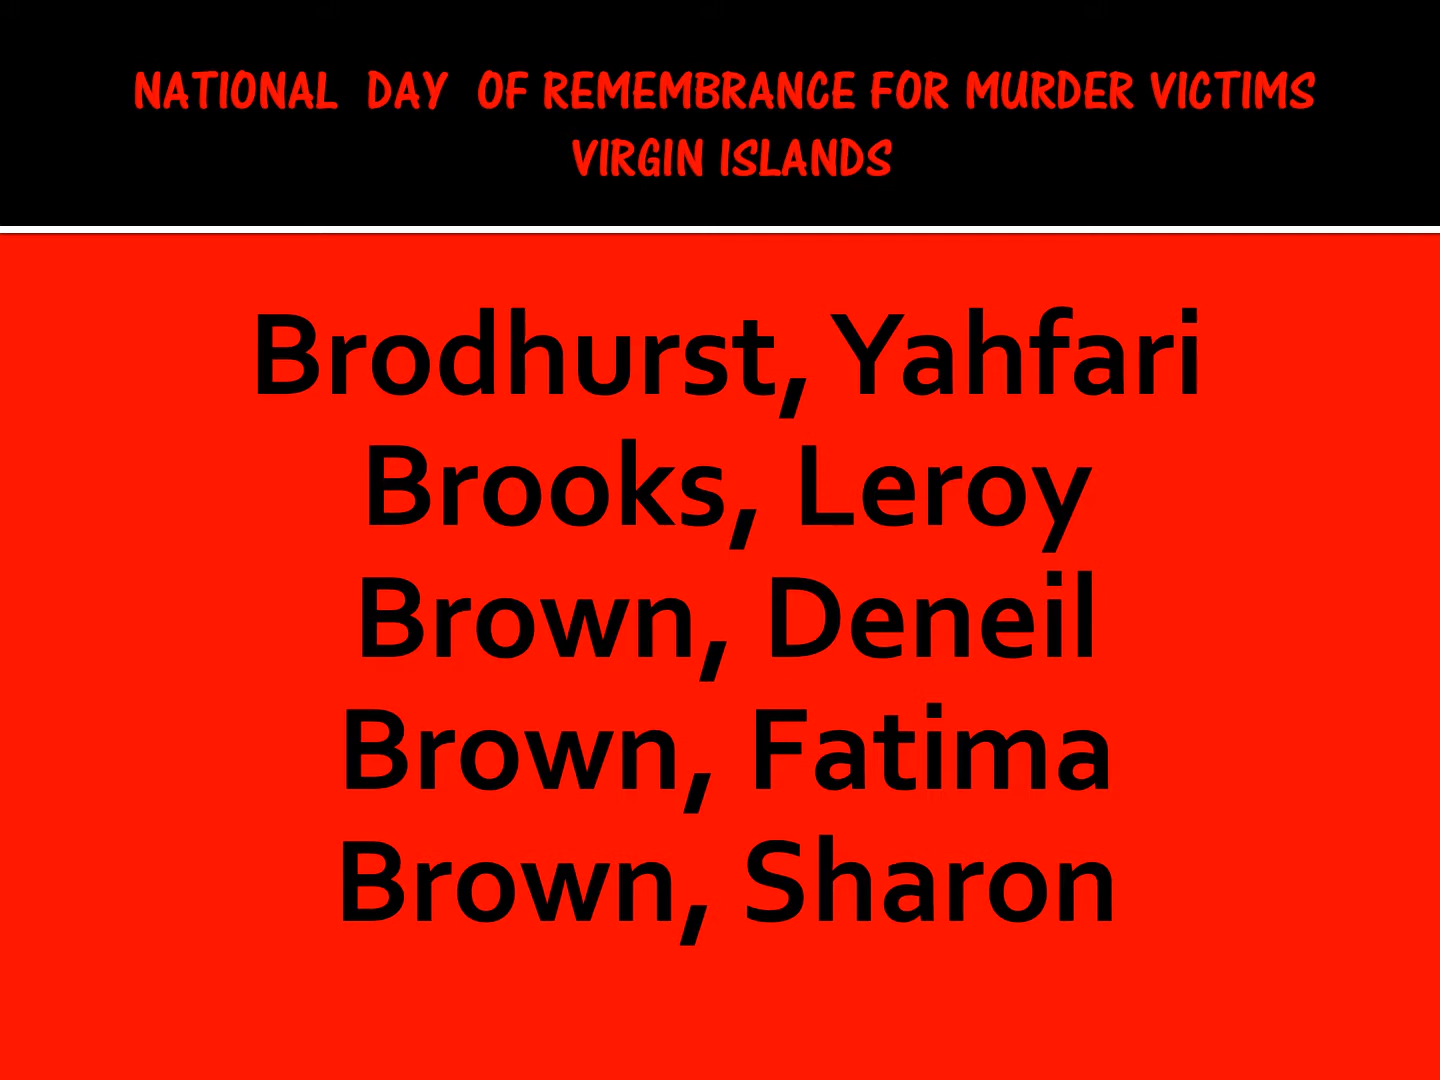 NATIONAL DAY OF REMEMBRANCE FOR MURDER VICTIMS
VIRGIN ISLANDS
Brodhurst, Yahfari
Brooks, Leroy
Brown, Deneil
Brown, Fatima
Brown, Sharon